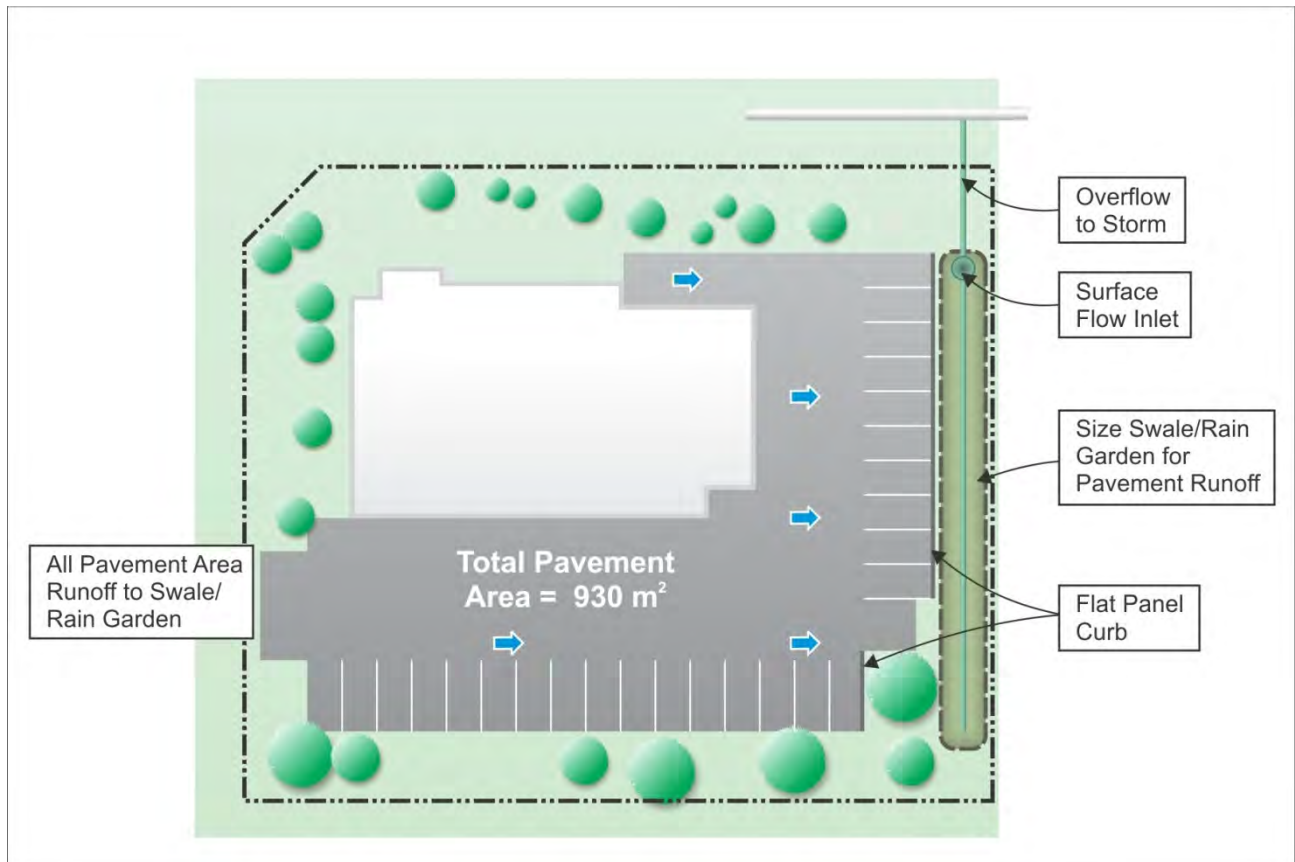 Overflow
to Storm
Surface
Flow Inlet
Size Swale/Rain
Garden for
Pavement Runoff
All Pavement Area
Runoff to Swale/
Rain Garden
Total Pavement
Area = 930 m²
Flat Panel
Curb